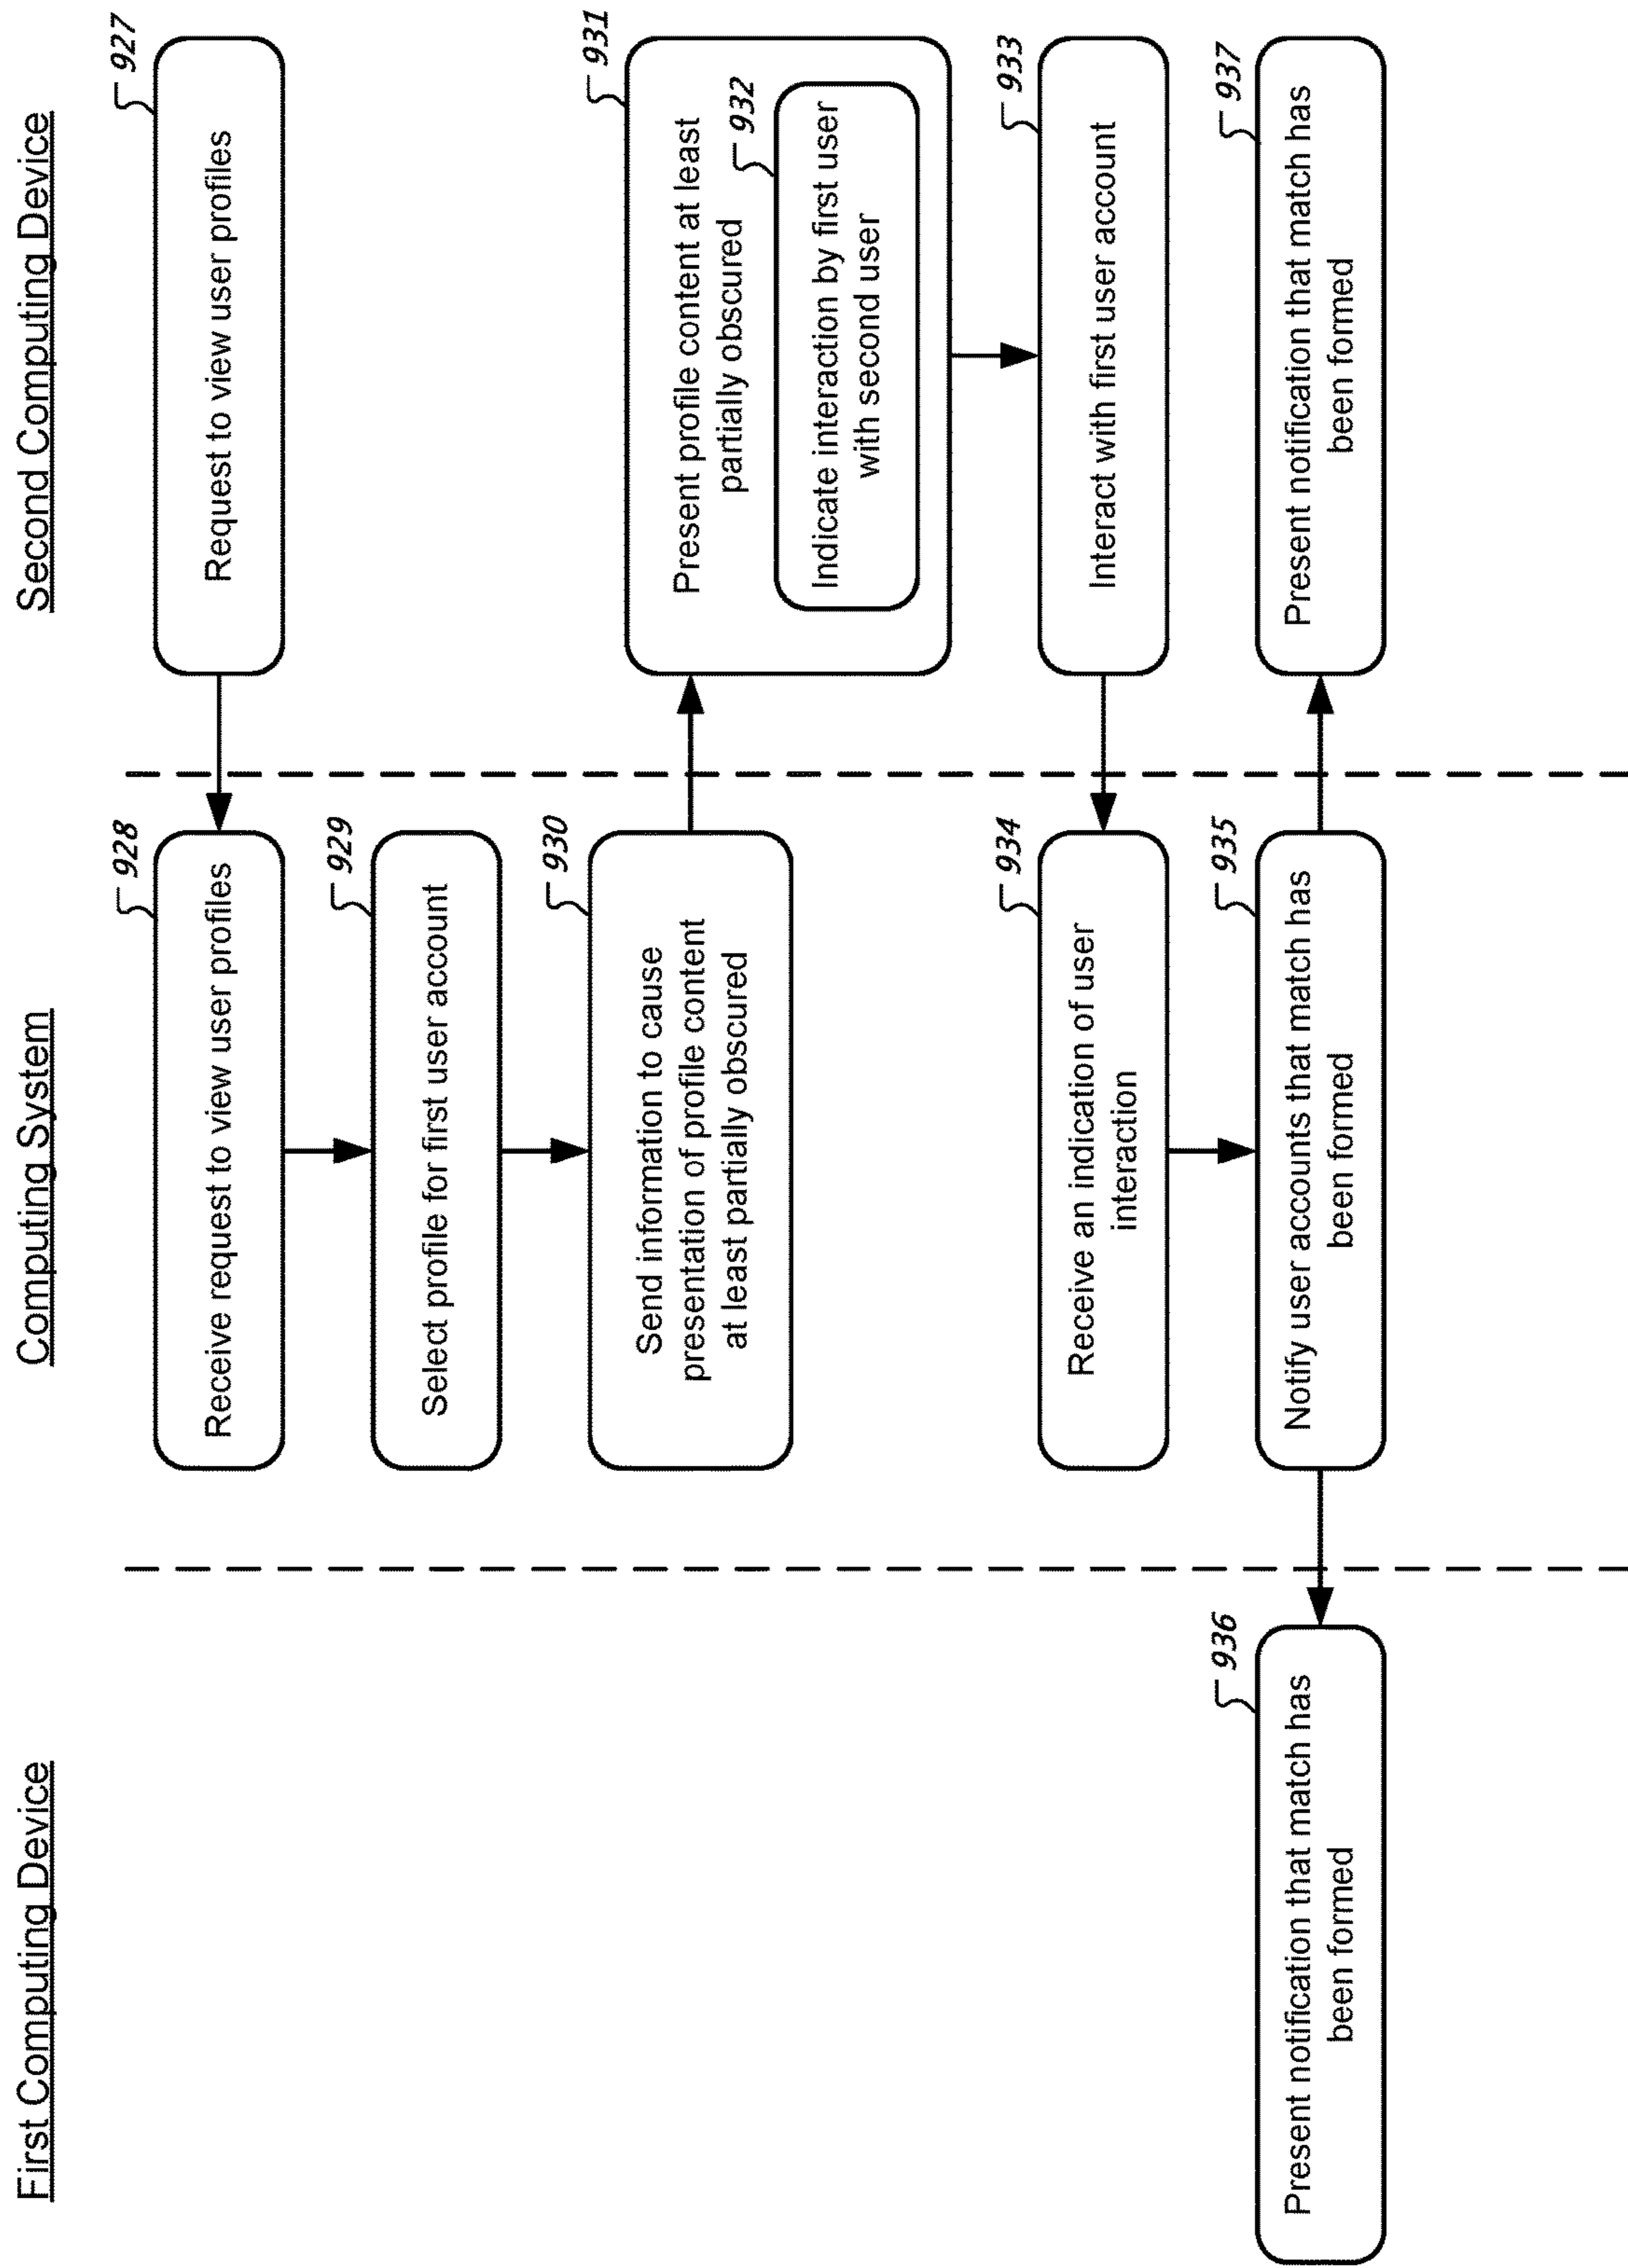 First Computing Device
Computing System
Second Computing Device
927
Request to view user profiles
928
Receive request to view user profiles
929
Select profile for first user account
930
Send information to cause
presentation of profile content
at least partially obscured
931
Present profile content at least
partially obscured
932
Indicate interaction by first user
with second user
933
Interact with first user account
934
Receive an indication of user
interaction
935
Notify user accounts that match has
been formed
936
Present notification that match has
been formed
937
Present notification that match has
been formed